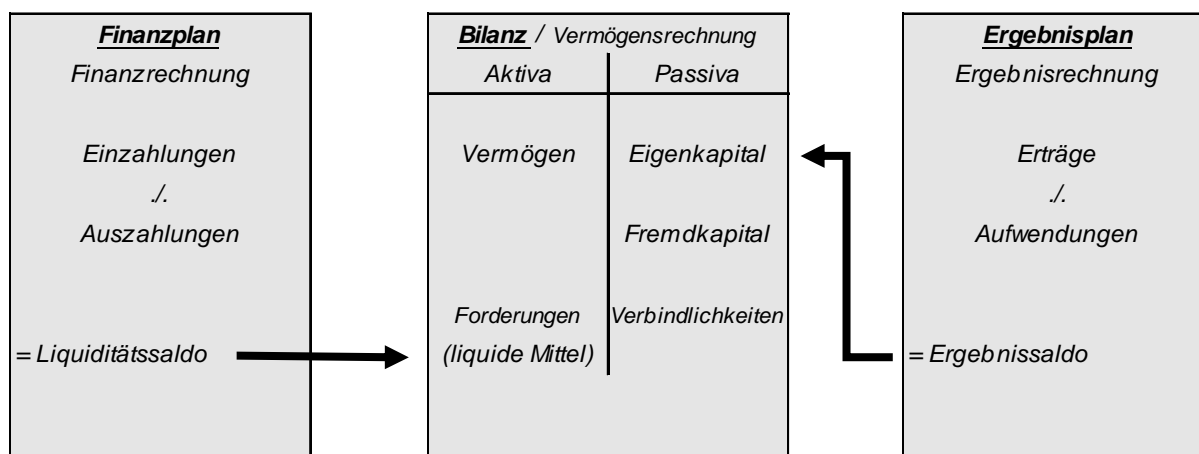 Finanzplan
Finanzrechnung
Einzahlungen
./.
Auszahlungen
= Liquiditätssaldo
Bilanz / Vermögensrechnung
Aktiva Passiva
Vermögen Eigenkapital
Fremdkapital
Forderungen Verbindlichkeiten
(liquide Mittel)
Ergebnisplan
Ergebnisrechnung
Erträge
./.
Aufwendungen
= Ergebnissaldo